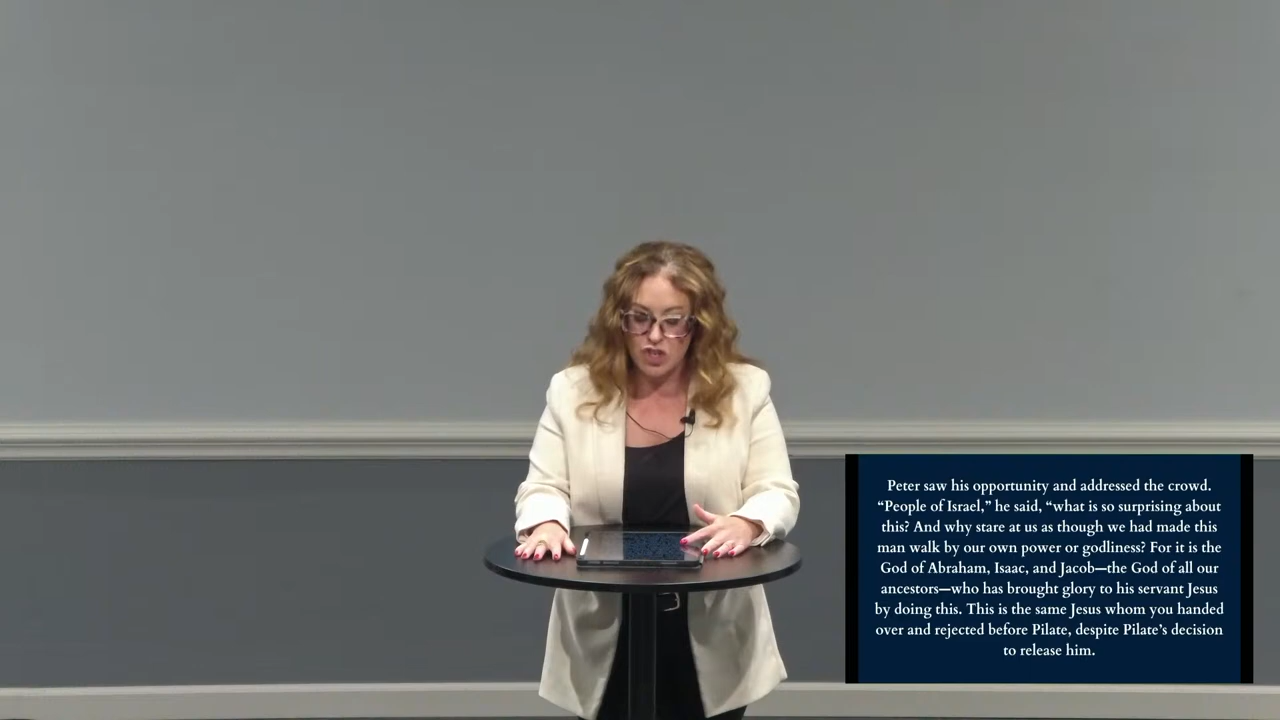 Peter saw his opportunity and addressed the crowd.
“People of Israel,” he said, “what is so surprising about
this? And why stare at us as though we had made this
man walk by our own power or godliness? For it is the
God of Abraham, Isaac, and Jacob—the God of all our
ancestors—who has brought glory to his servant Jesus
by doing this. This is the same Jesus whom you handed
over and rejected before Pilate, despite Pilate’s decision
to release him.